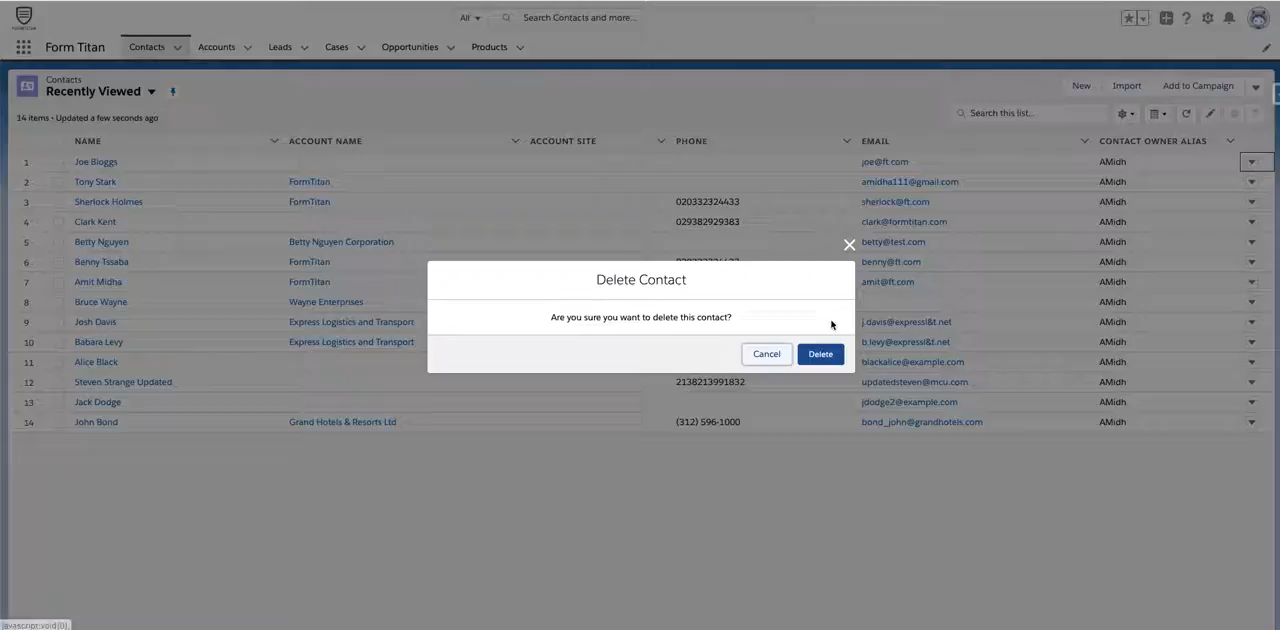 All Search Contacts and more...
Form Titan Contacts Accounts Leads Cases Opportunities Products
Contacts
Recently Viewed
New Import Add to Campaign
14 items • Updated a few seconds ago
Search this list...
NAME ACCOUNT NAME ACCOUNT SITE PHONE EMAIL CONTACT OWNER ALIAS
1 Joe Bloggs joe@ft.com AMidh
2 Tony Stark FormTitan amidha111@gmail.com AMidh
3 Sherlock Holmes FormTitan 020332324433 sherlock@ft.com AMidh
4 Clark Kent 029382929383 clark@formtitan.com AMidh
5 Betty Nguyen Betty Nguyen Corporation betty@test.com AMidh
6 Benny Tssaba FormTitan benny@ft.com AMidh
7 Amit Midha FormTitan amit@ft.com AMidh
8 Bruce Wayne Wayne Enterprises AMidh
9 Josh Davis Express Logistics and Transport j.davis@expressl&t.net AMidh
10 Babara Levy Express Logistics and Transport b.levy@expressl&t.net AMidh
11 Alice Black blackalice@example.com AMidh
12 Steven Strange Updated 2138213991832 updatedsteven@mcu.com AMidh
13 Jack Dodge jdodge2@example.com AMidh
14 John Bond Grand Hotels & Resorts Ltd (312) 596-1000 bond_john@grandhotels.com AMidh
Delete Contact
Are you sure you want to delete this contact?
Cancel Delete
javascript:void(0);